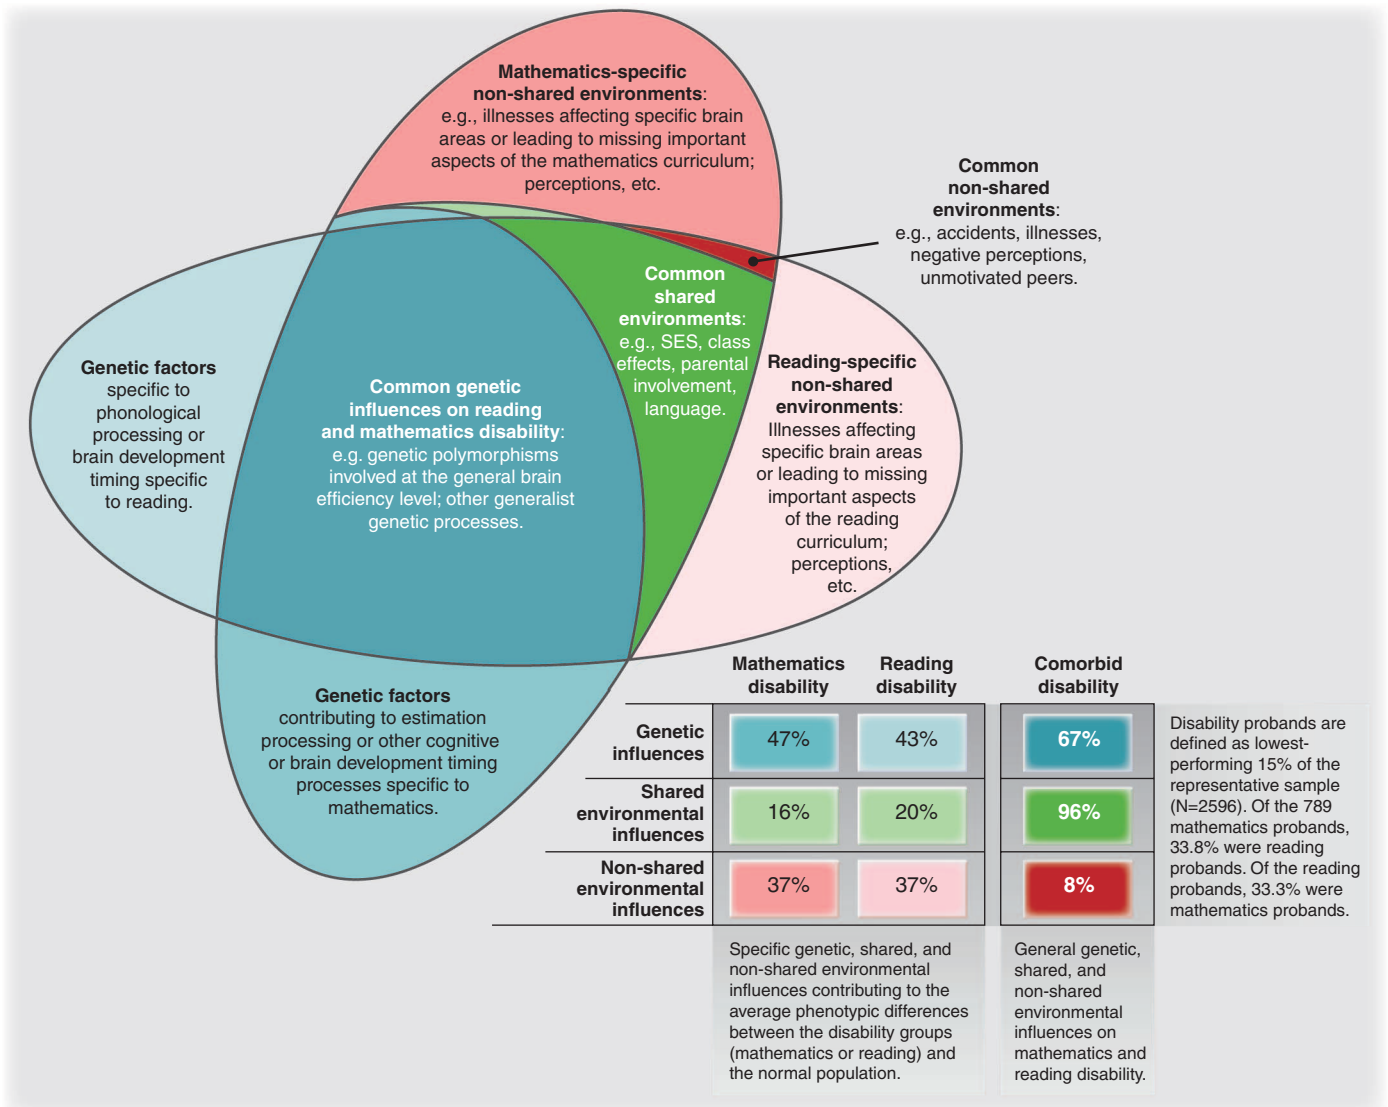 Mathematics-specific
non-shared environments:
e.g., illnesses affecting specific brain
areas or leading to missing important
aspects of the mathematics curriculum;
perceptions, etc.
Common
non-shared
environments:
e.g., accidents, illnesses,
negative perceptions,
unmotivated peers.
Common
shared
environments:
e.g., SES, class
effects, parental
involvement,
language.
Genetic factors
specific to
phonological
processing or
brain development
timing specific
to reading.
Common genetic
influences on reading
and mathematics disability:
e.g. genetic polymorphisms
involved at the general brain
efficiency level; other generalist
genetic processes.
Reading-specific
non-shared
environments:
Illnesses affecting
specific brain areas
or leading to missing
important aspects
of the reading
curriculum;
perceptions,
etc.
Genetic factors
contributing to estimation
processing or other cognitive
or brain development timing
processes specific to
mathematics.
Mathematics
disability
Reading
disability
Comorbid
disability
Genetic
influences
47%
43%
67%
Shared
environmental
influences
16%
20%
96%
Non-shared
environmental
influences
37%
37%
8%
Disability probands are
defined as lowest-
performing 15% of the
representative sample
(N=2596). Of the 789
mathematics probands,
33.8% were reading
probands. Of the reading
probands, 33.3% were
mathematics probands.
Specific genetic, shared, and
non-shared environmental
influences contributing to the
average phenotypic differences
between the disability groups
(mathematics or reading) and
the normal population.
General genetic,
shared, and
non-shared
environmental
influences on
mathematics and
reading disability.